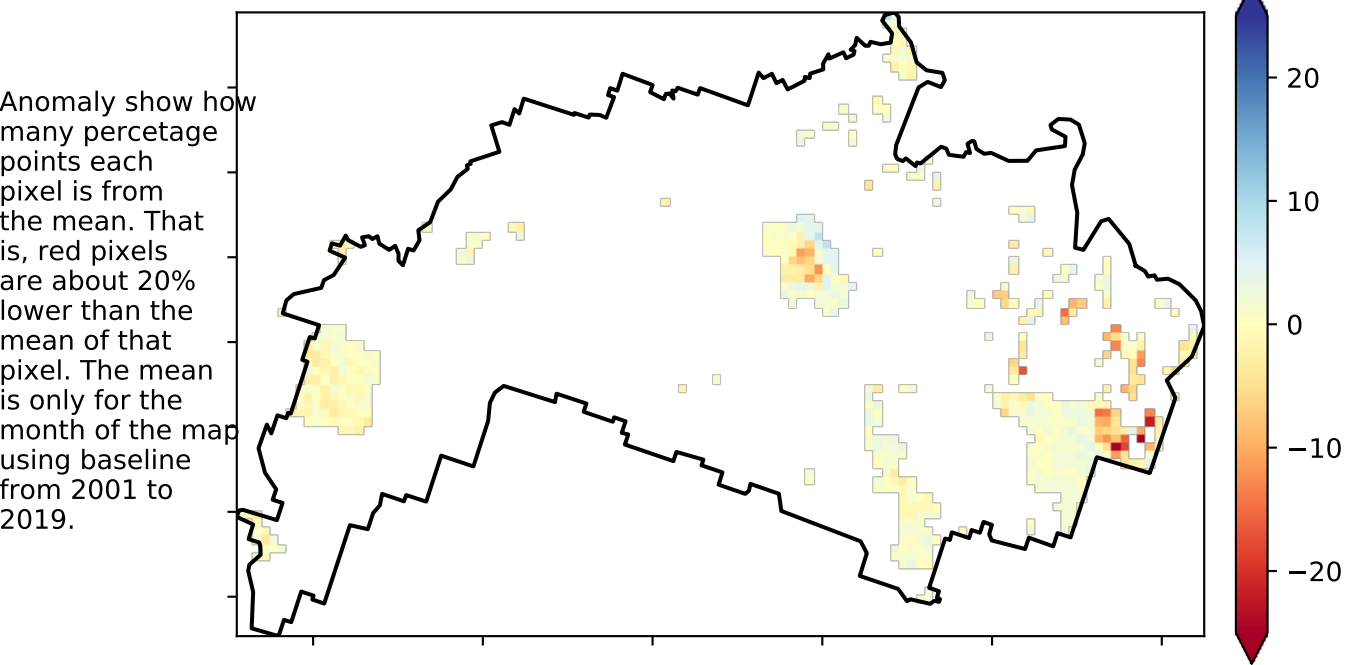 Anomaly show how
many percetage
points each
pixel is from
the mean. That
is, red pixels
are about 20%
lower than the
mean of that
pixel. The mean
is only for the
month of the map
using baseline
from 2001 to
2019.
20
10
0
−10
−20